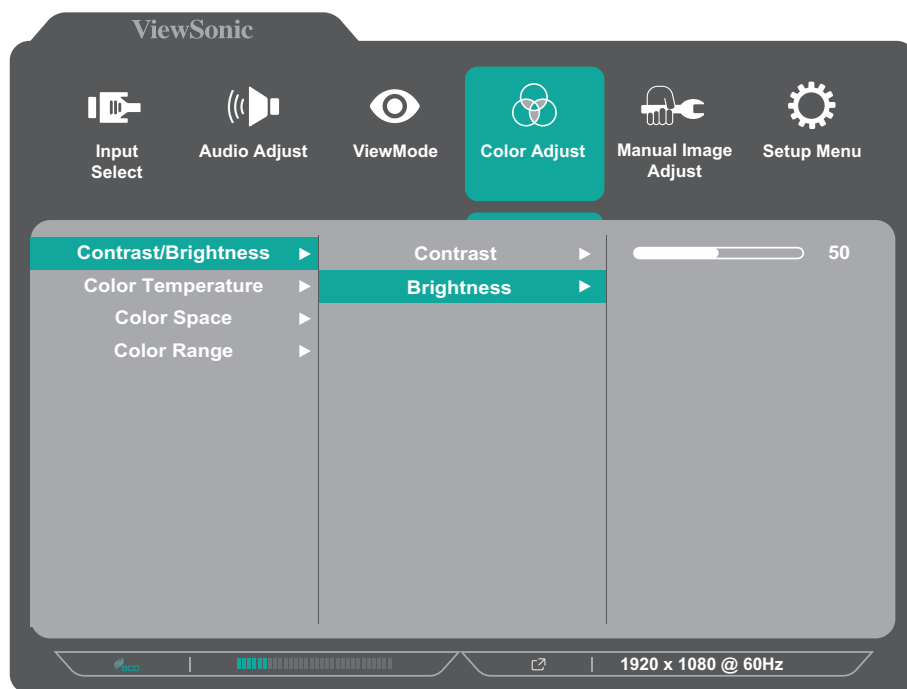 ViewSonic
Input
Select
Audio Adjust
ViewMode
Color Adjust
Manual Image
Adjust
Setup Menu
Contrast/Brightness
Color Temperature
Color Space
Color Range
Contrast
Brightness
50
eco
1920 x 1080 @ 60Hz